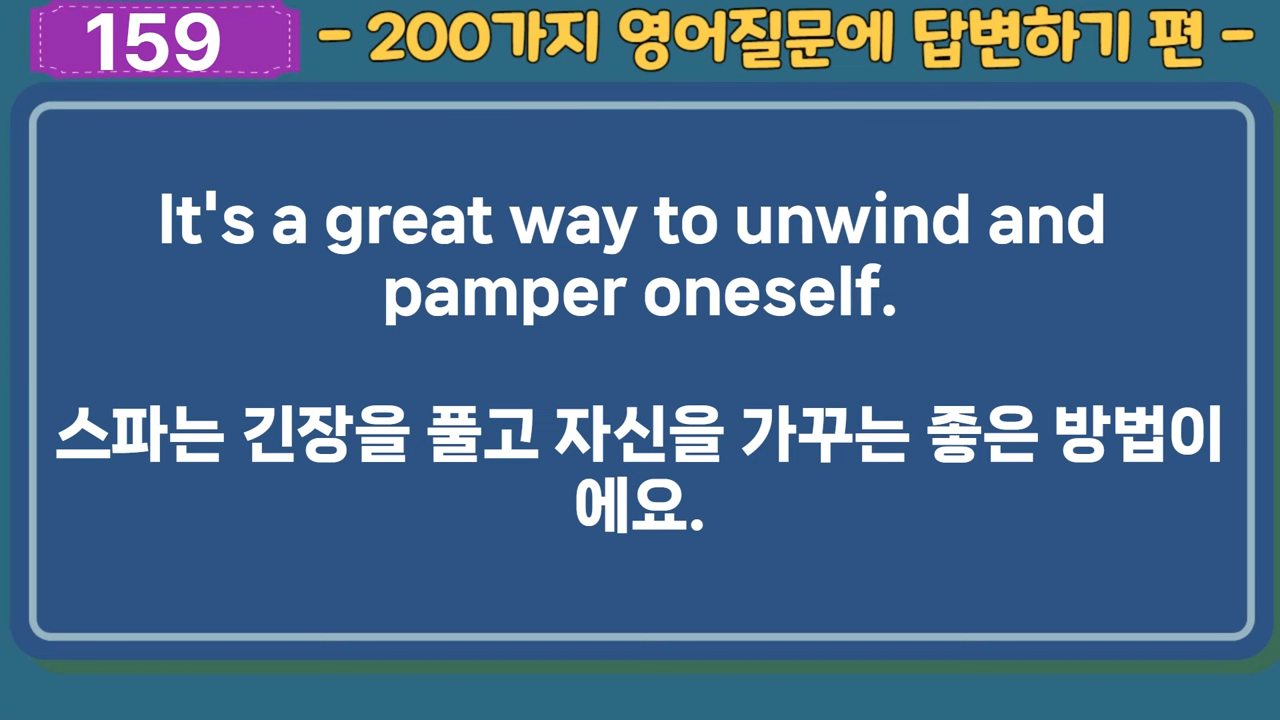 159
- 200가지 영어질문에 답변하기 편 -
It's a great way to unwind and
pamper oneself.
스파는 긴장을 풀고 자신을 가꾸는 좋은 방법이
에요.